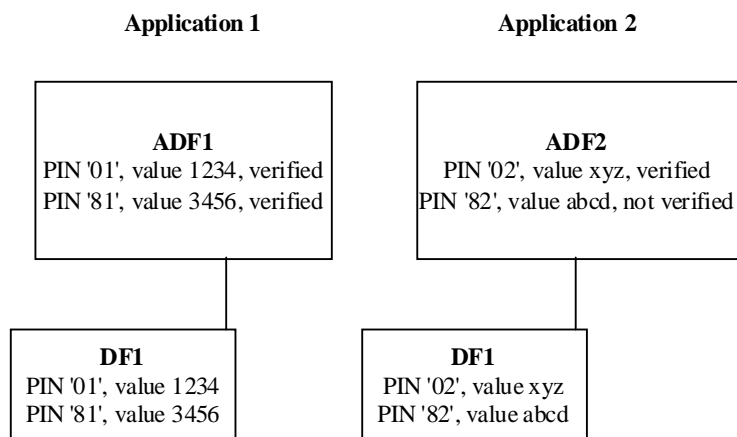 Application 1
Application 2
ADF1
PIN '01', value 1234, verified
PIN '81', value 3456, verified
ADF2
PIN '02', value xyz, verified
PIN '82', value abcd, not verified
DF1
PIN '01', value 1234
PIN '81', value 3456
DF1
PIN '02', value xyz
PIN '82', value abcd